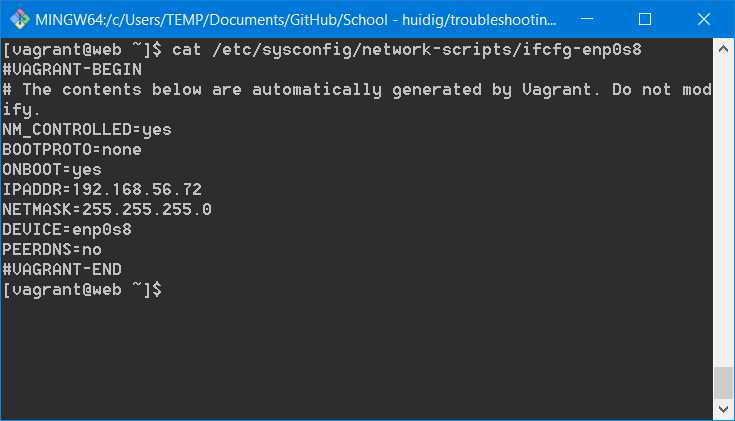 MINGW64:/c/Users/TEMP/Documents/GitHub/School - huidig/troubleshootin...
[vagrant@web ~]$ cat /etc/sysconfig/network-scripts/ifcfg-enp0s8
#VAGRANT-BEGIN
# The contents below are automatically generated by Vagrant. Do not mod
ify.
NM_CONTROLLED=yes
BOOTPROTO=none
ONBOOT=yes
IPADDR=192.168.56.72
NETMASK=255.255.255.0
DEVICE=enp0s8
PEERDNS=no
#VAGRANT-END
[vagrant@web ~]$